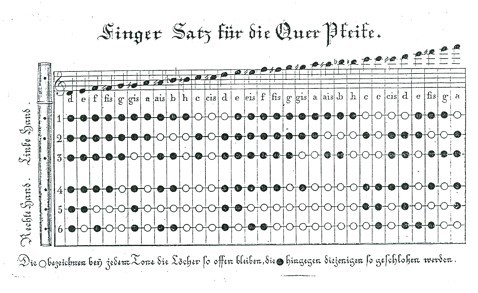 Finger Satz für die Quer Pfeife.
d e f fis g gis a ais b h c cis d e f fis g gis a ais b h c cis d e fis g a
Linke Hand.
1
2
3
Rechte Hand.
4
5
6
Die bezeichnen bey jedem Tone die Löcher so offen bleiben, die hingegen diejenigen so geschlohen werden.